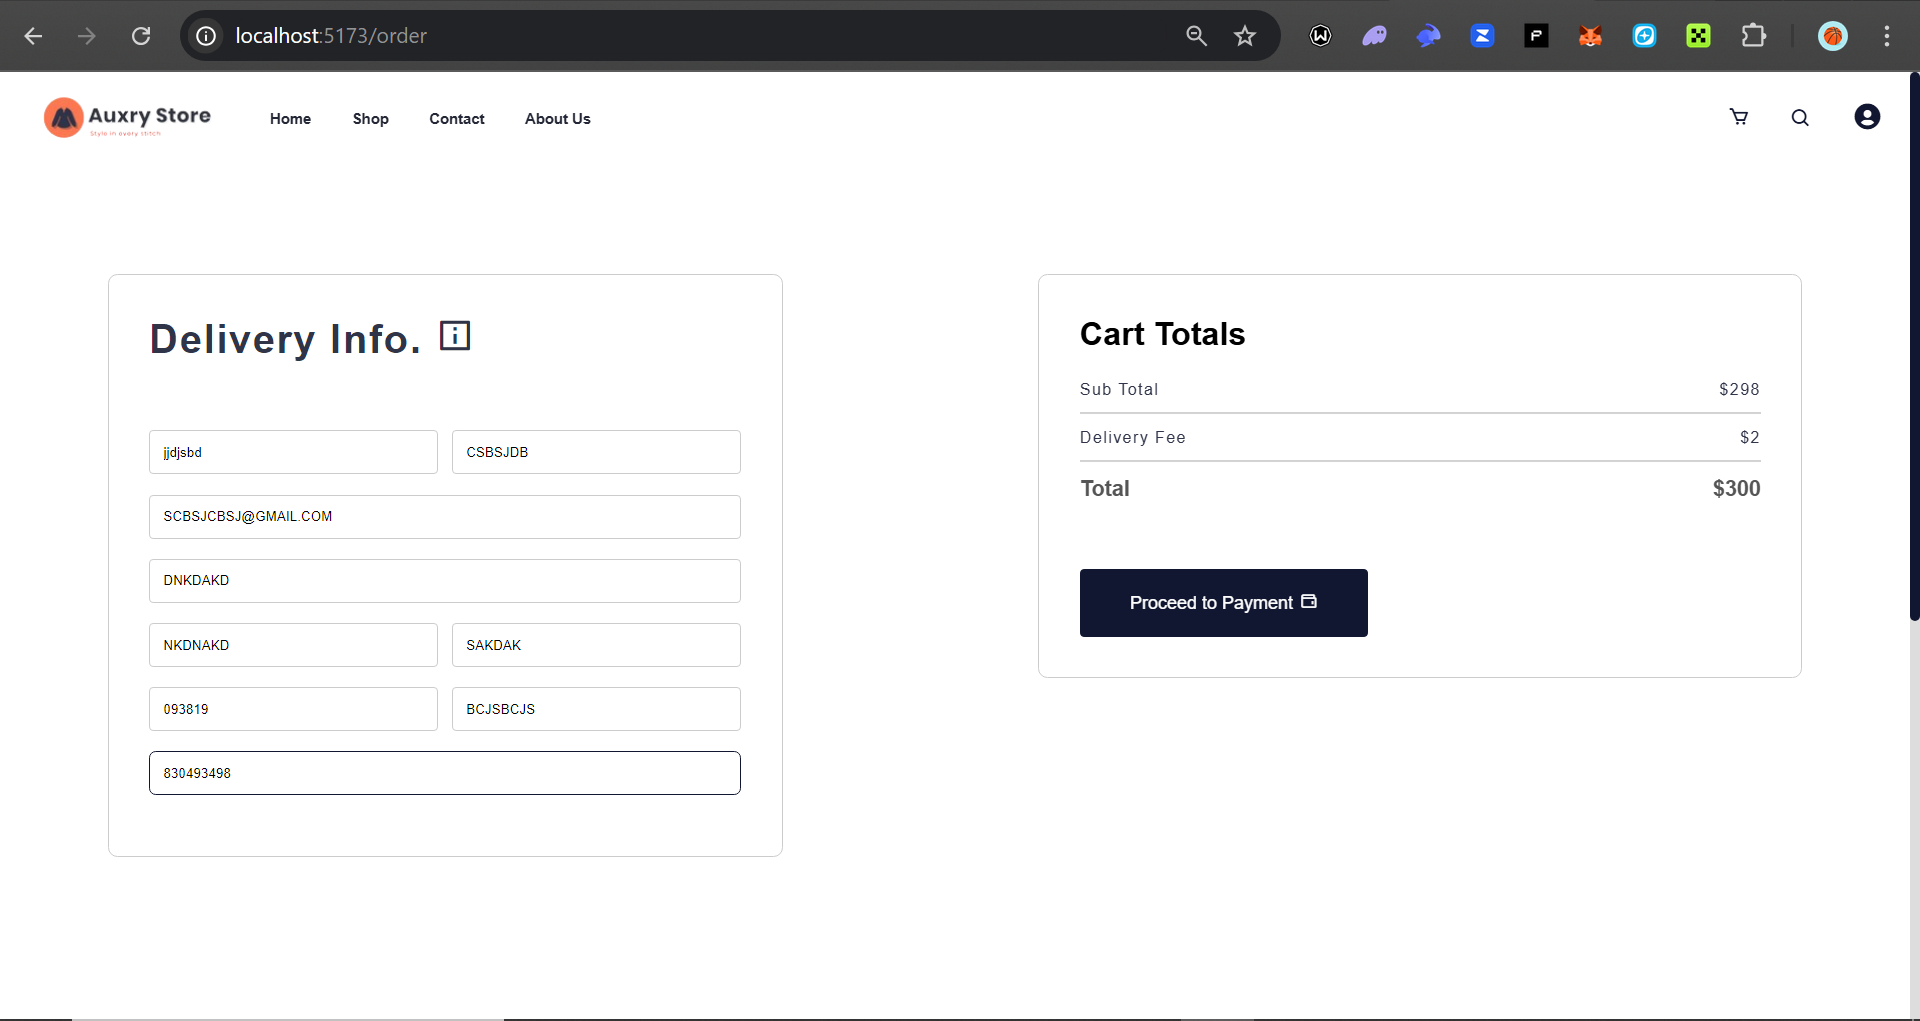 localhost:5173/order
Auxry Store
Style in every stitch
Home
Shop
Contact
About Us
Delivery Info.
jjdjsbd
CSBSJDB
SCBSJCBSJ@GMAIL.COM
DNKDAKD
NKDNAKD
SAKDAK
093819
BCJSBCJS
830493498
Cart Totals
Sub Total
$298
Delivery Fee
$2
Total
$300
Proceed to Payment